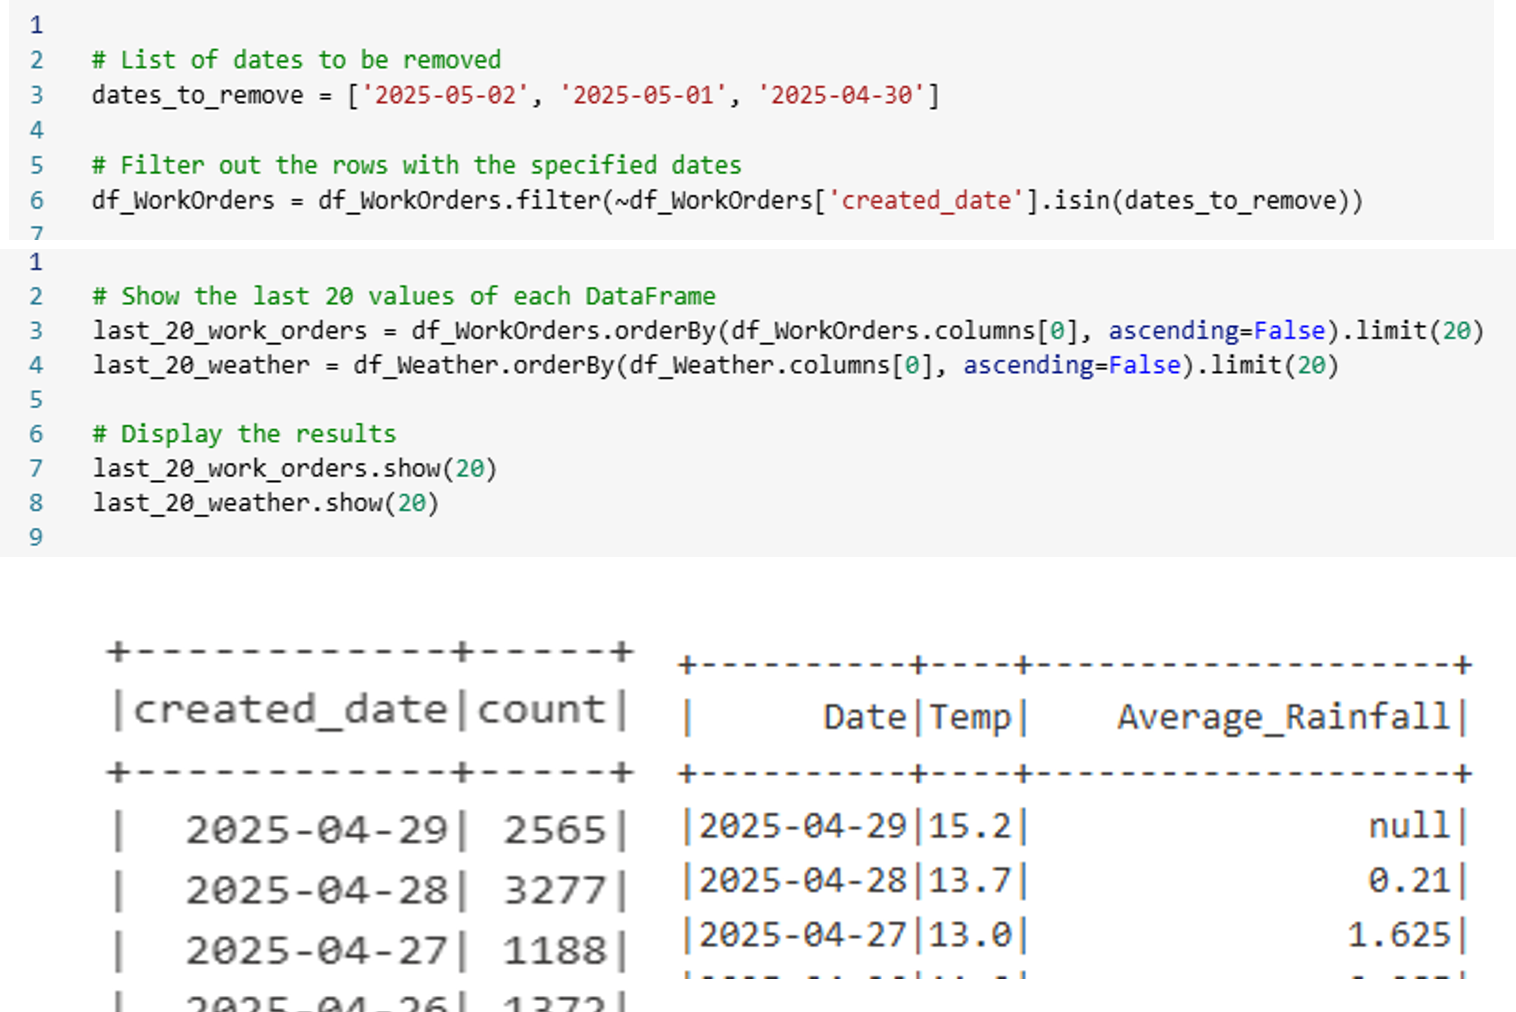 1
2 # List of dates to be removed
3 dates_to_remove = ['2025-05-02', '2025-05-01', '2025-04-30']
4
5 # Filter out the rows with the specified dates
6 df_WorkOrders = df_WorkOrders.filter(~df_WorkOrders['created_date'].isin(dates_to_remove))
7
1
2 # Show the last 20 values of each DataFrame
3 last_20_work_orders = df_WorkOrders.orderBy(df_WorkOrders.columns[0], ascending=False).limit(20)
4 last_20_weather = df_Weather.orderBy(df_Weather.columns[0], ascending=False).limit(20)
5
6 # Display the results
7 last_20_work_orders.show(20)
8 last_20_weather.show(20)
9
+------------+-----+
|created_date|count|
+------------+-----+
| 2025-04-29| 2565|
| 2025-04-28| 3277|
| 2025-04-27| 1188|
| 2025-04-26| 1372|
+----------+----+--------------------+
| Date|Temp| Average_Rainfall|
+----------+----+--------------------+
|2025-04-29|15.2| null|
|2025-04-28|13.7| 0.21|
|2025-04-27|13.0| 1.625|